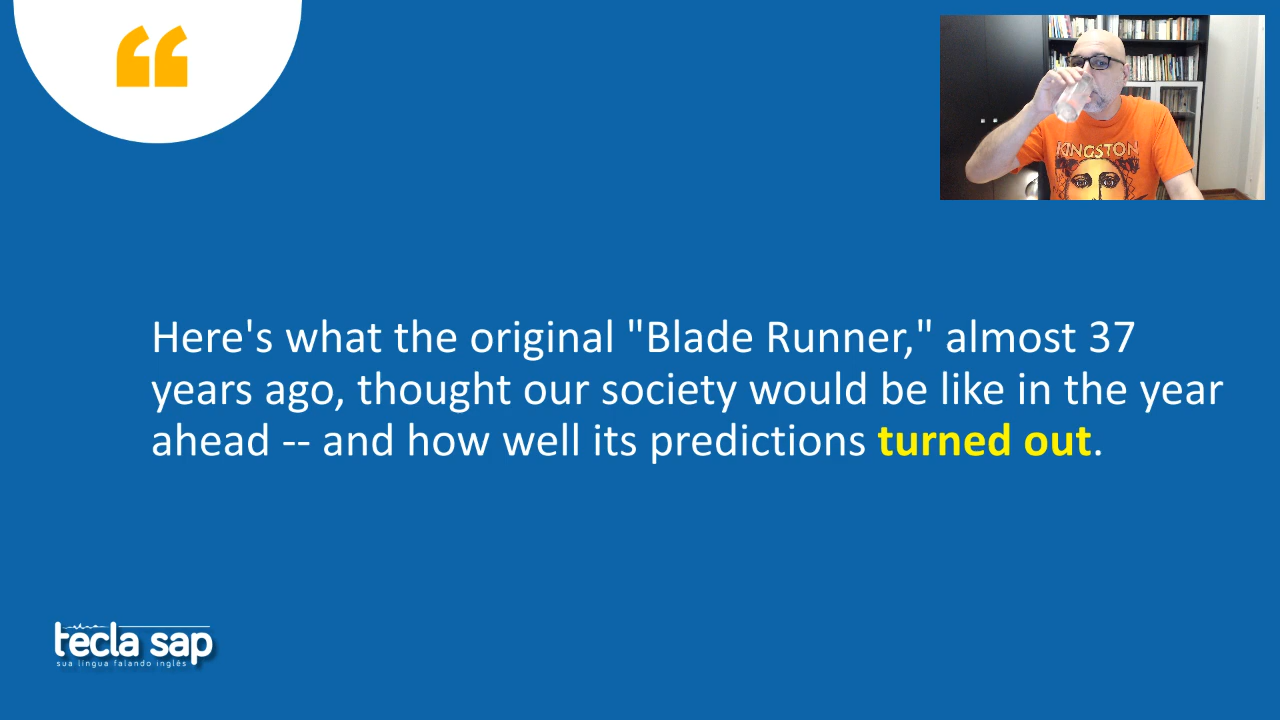 “
KINGSTON
Here's what the original "Blade Runner," almost 37
years ago, thought our society would be like in the year
ahead -- and how well its predictions turned out.
tecla sap
sua língua falando inglês